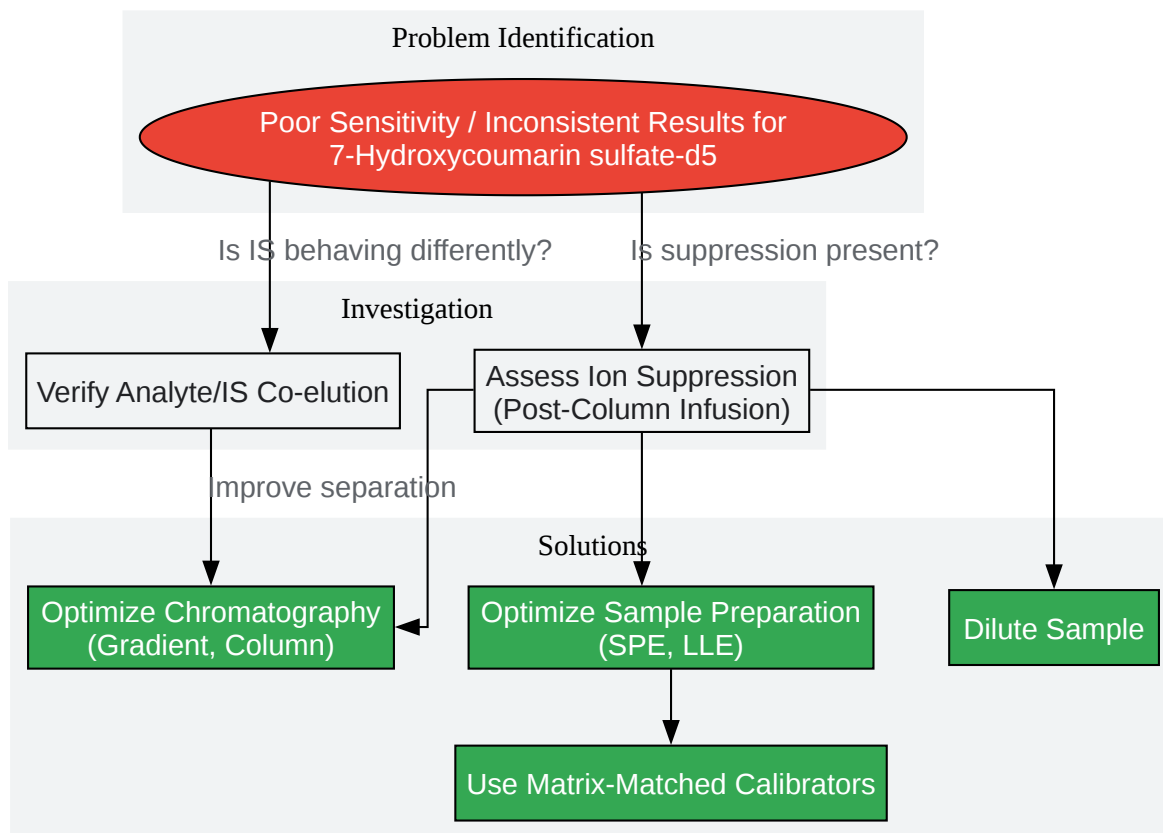 Problem Identification
Poor Sensitivity / Inconsistent Results for
7-Hydroxycoumarin sulfate-d5
Is IS behaving differently?
Is suppression present?
Investigation
Verify Analyte/IS Co-elution
Assess Ion Suppression
(Post-Column Infusion)
Improve separation
Solutions
Optimize Chromatography
(Gradient, Column)
Optimize Sample Preparation
(SPE, LLE)
Dilute Sample
Use Matrix-Matched Calibrators